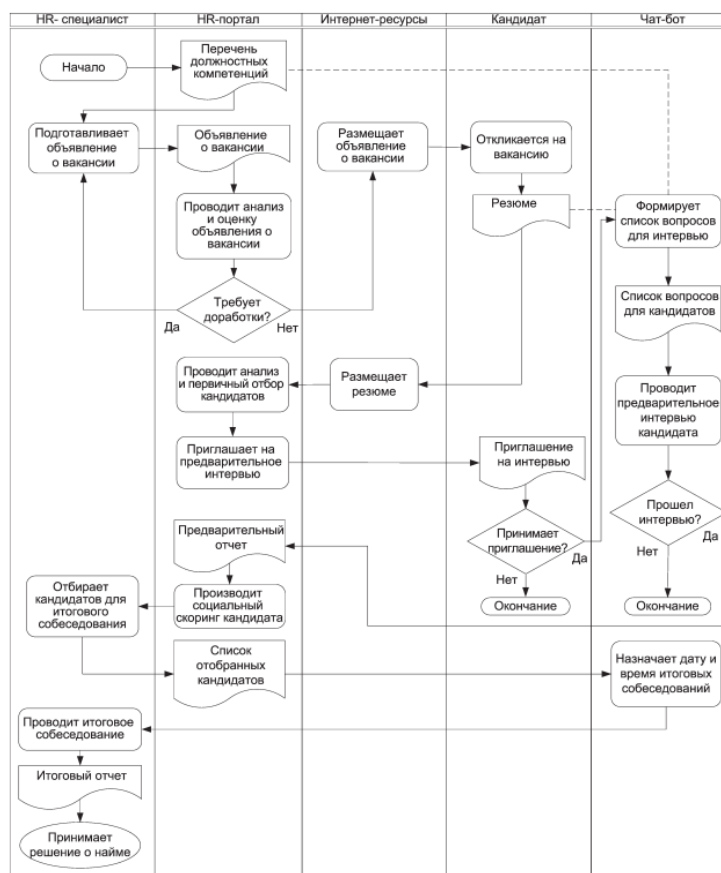 HR- специалист
HR-портал
Интернет-ресурсы
Кандидат
Чат-бот
Начало
Перечень
должностных
компетенций
Подготавливает
объявление
о вакансии
Объявление
о вакансии
Размещает
объявление
о вакансии
Откликается на
вакансию
Проводит анализ
и оценку
объявления о
вакансии
Резюме
Формирует
список вопросов
для интервью
Требует
доработки?
Да
Нет
Список вопросов
для кандидатов
Проводит анализ
и первичный отбор
кандидатов
Размещает
резюме
Проводит
предварительное
интервью
кандидата
Приглашает на
предварительное
интервью
Приглашение
на интервью
Прошел
интервью?
Да
Нет
Принимает
приглашение?
Да
Нет
Предварительный
отчет
Окончание
Окончание
Отбирает
кандидатов для
итогового
собеседования
Производит
социальный
скоринг кандидата
Список
отобранных
кандидатов
Назначает дату и
время итоговых
собеседований
Проводит итоговое
собеседование
Итоговый отчет
Принимает
решение о найме